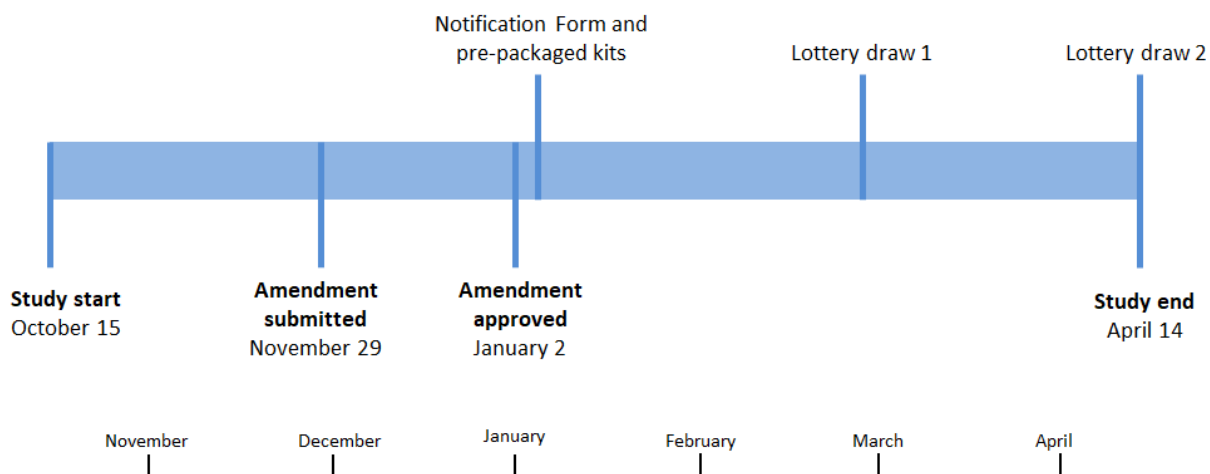 Notification Form and
pre-packaged kits
Lottery draw 1
Lottery draw 2
Study start
October 15
Amendment
submitted
November 29
Amendment
approved
January 2
Study end
April 14
November
December
January
February
March
April